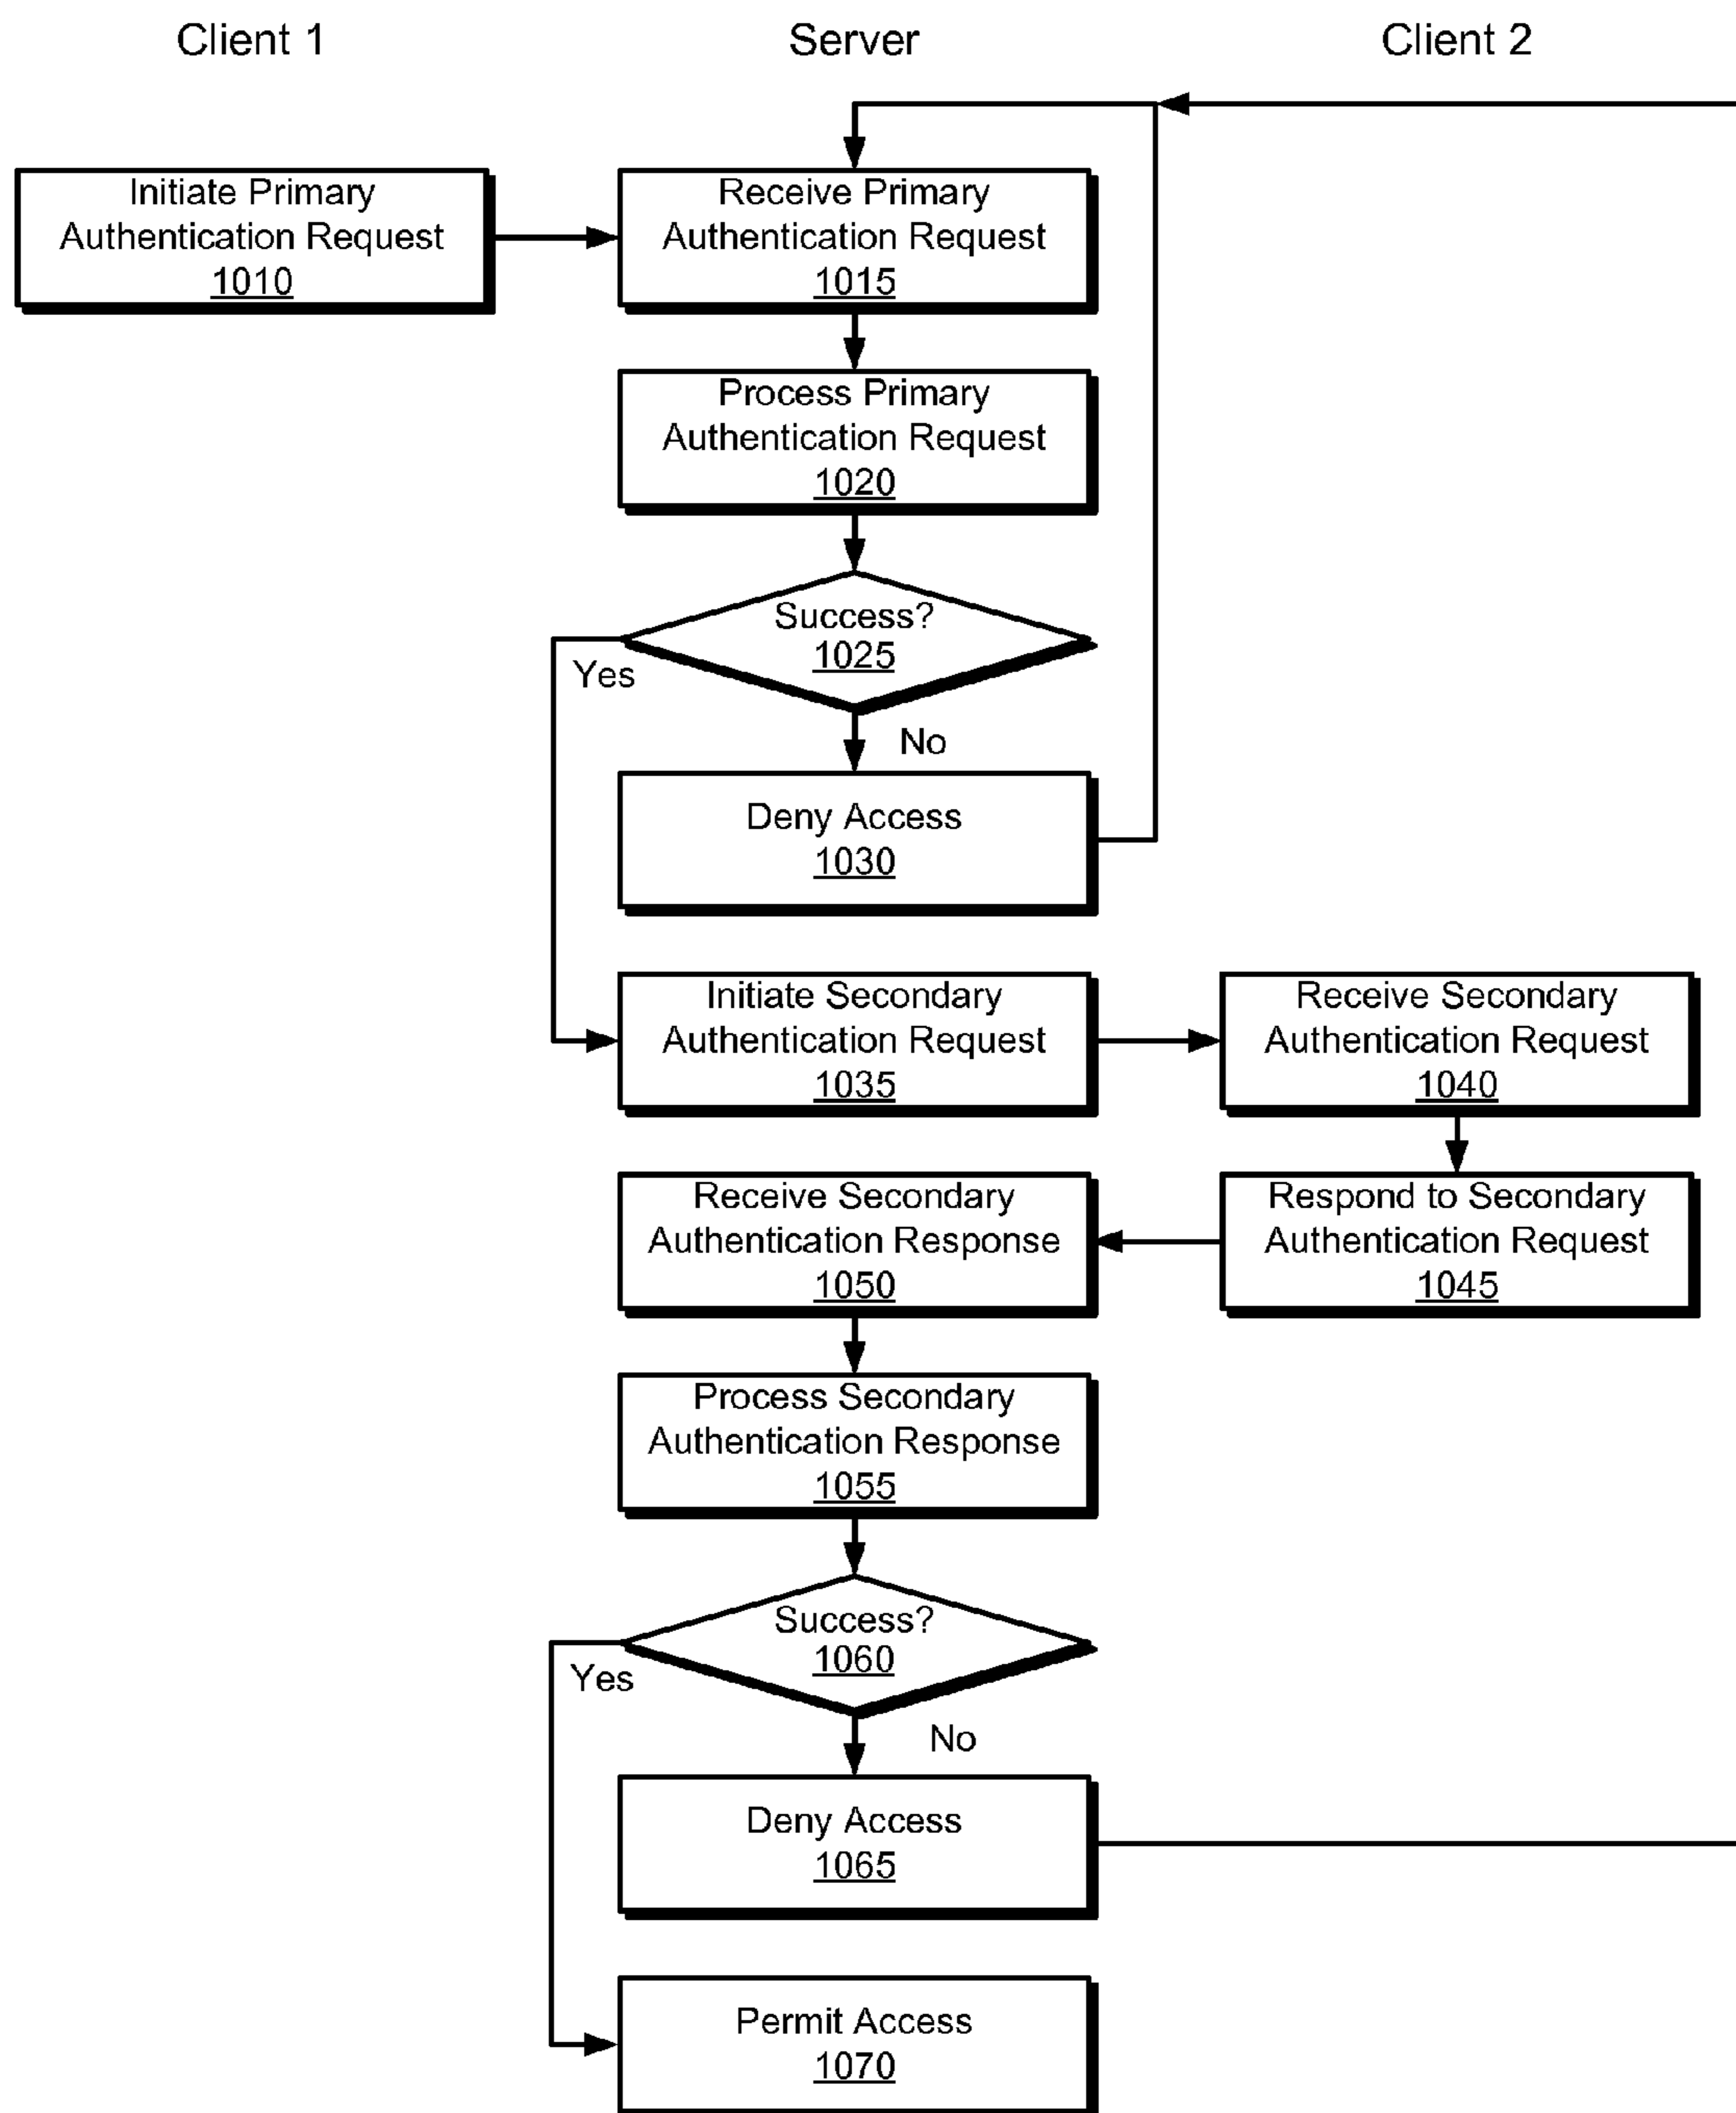 Client 1
Server
Client 2
Initiate Primary
Authentication Request
1010
Receive Primary
Authentication Request
1015
Process Primary
Authentication Request
1020
Success?
1025
Yes
No
Deny Access
1030
Initiate Secondary
Authentication Request
1035
Receive Secondary
Authentication Request
1040
Respond to Secondary
Authentication Request
1045
Receive Secondary
Authentication Response
1050
Process Secondary
Authentication Response
1055
Success?
1060
Yes
No
Deny Access
1065
Permit Access
1070